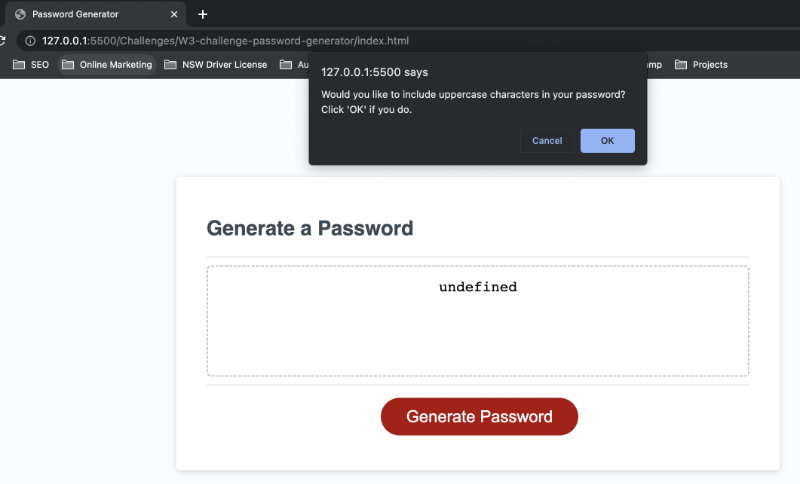 Password Generator
127.0.0.1:5500/Challenges/W3-challenge-password-generator/index.html
SEO Online Marketing NSW Driver License Au mp Projects
127.0.0.1:5500 says
Would you like to include uppercase characters in your password?
Click 'OK' if you do.
Cancel OK
Generate a Password
undefined
Generate Password